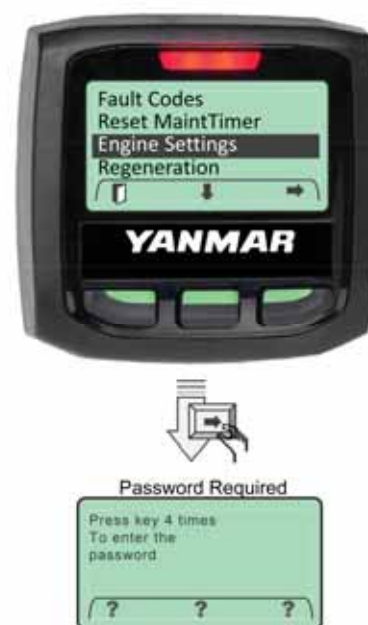 Fault Codes
Reset MaintTimer
Engine Settings
Regeneration
YANMAR
Password Required
Press key 4 times
To enter the
password
? ? ?